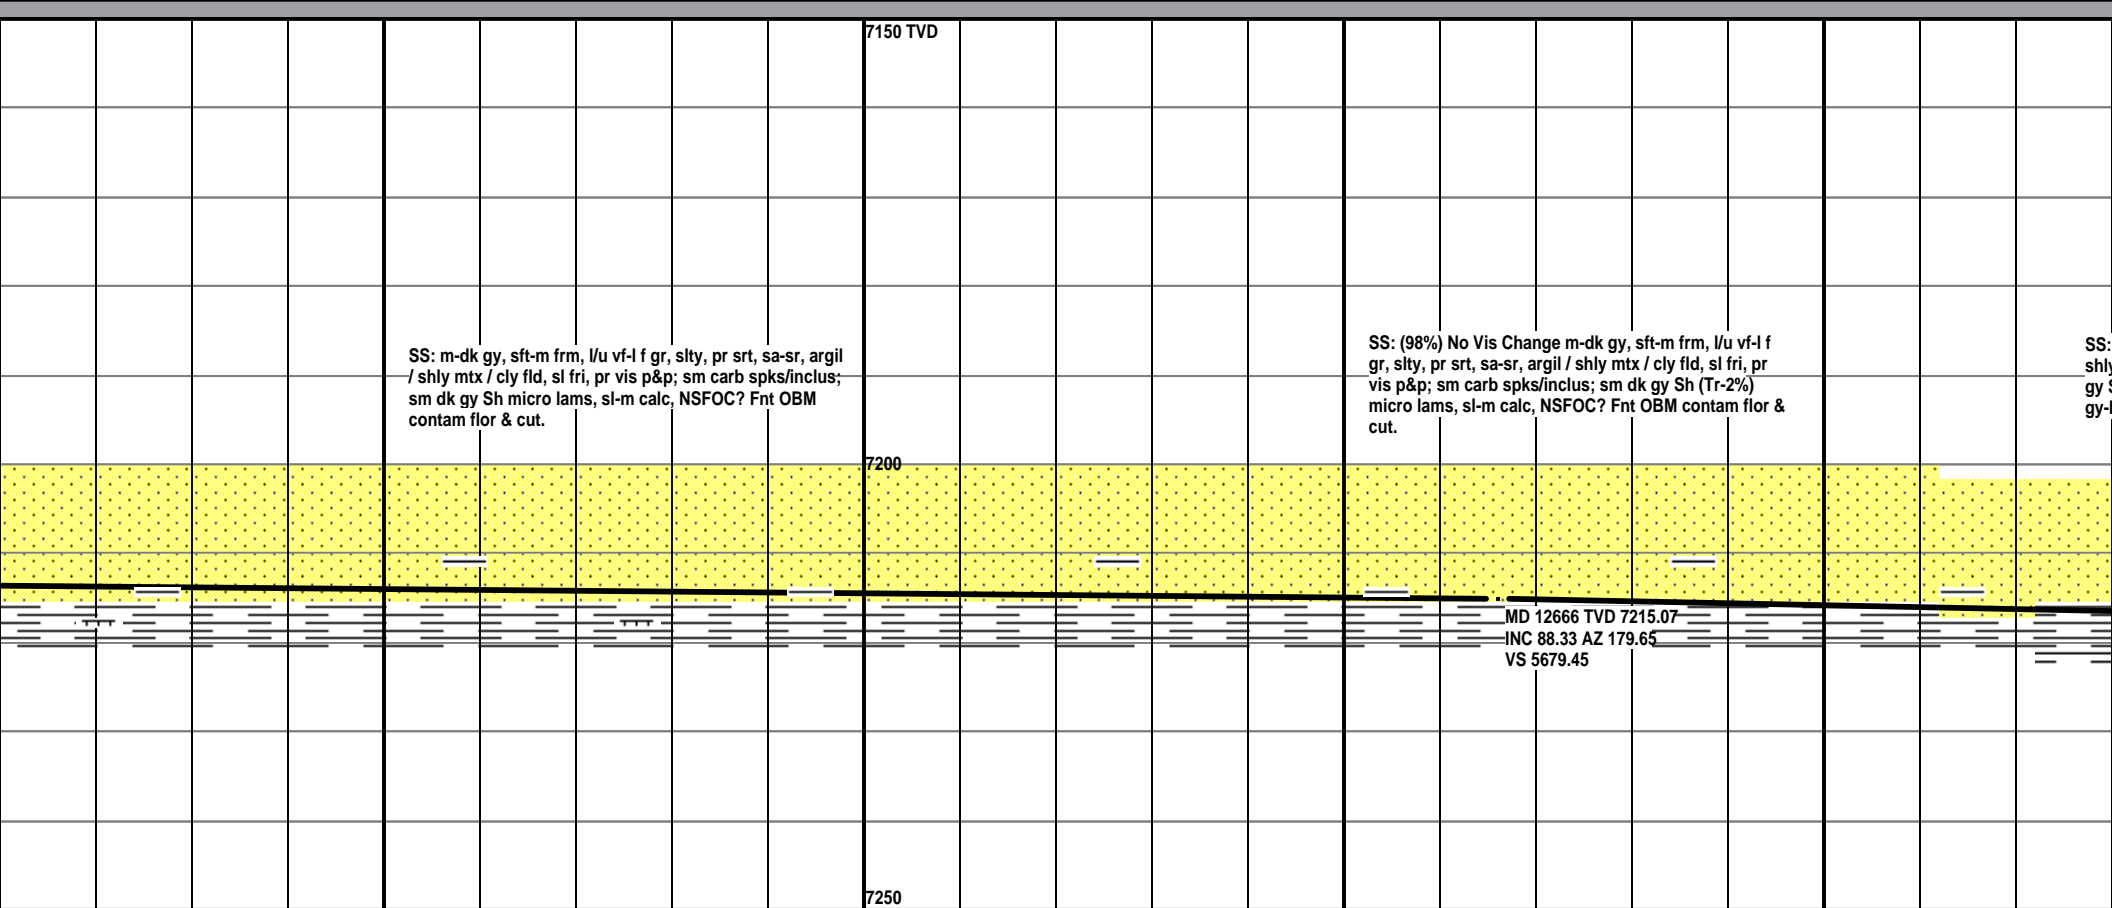 7150 TVD
SS: m-dk gy, sft-m frm, l/u vf-l f gr, slty, pr srt, sa-sr, argil
/ shly mtx / cly fld, sl fri, pr vis p&p; sm carb spks/inclus;
sm dk gy Sh micro lams, sl-m calc, NSFOC? Fnt OBM
contam flor & cut.
SS: (98%) No Vis Change m-dk gy, sft-m frm, l/u vf-l f
gr, slty, pr srt, sa-sr, argil / shly mtx / cly fld, sl fri, pr
vis p&p; sm carb spks/inclus; sm dk gy Sh (Tr-2%)
micro lams, sl-m calc, NSFOC? Fnt OBM contam flor &
cut.
SS:
shly
gy
7200
MD 12666 TVD 7215.07
INC 88.33 AZ 179.65
VS 5679.45
7250